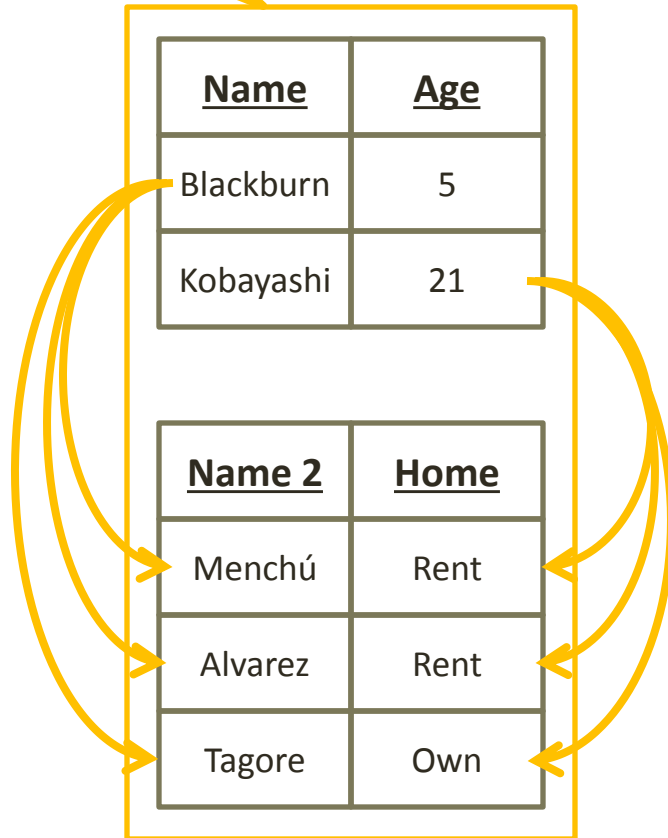 Name Age
Blackburn 5
Kobayashi 21
Name 2 Home
Menchú Rent
Alvarez Rent
Tagore Own